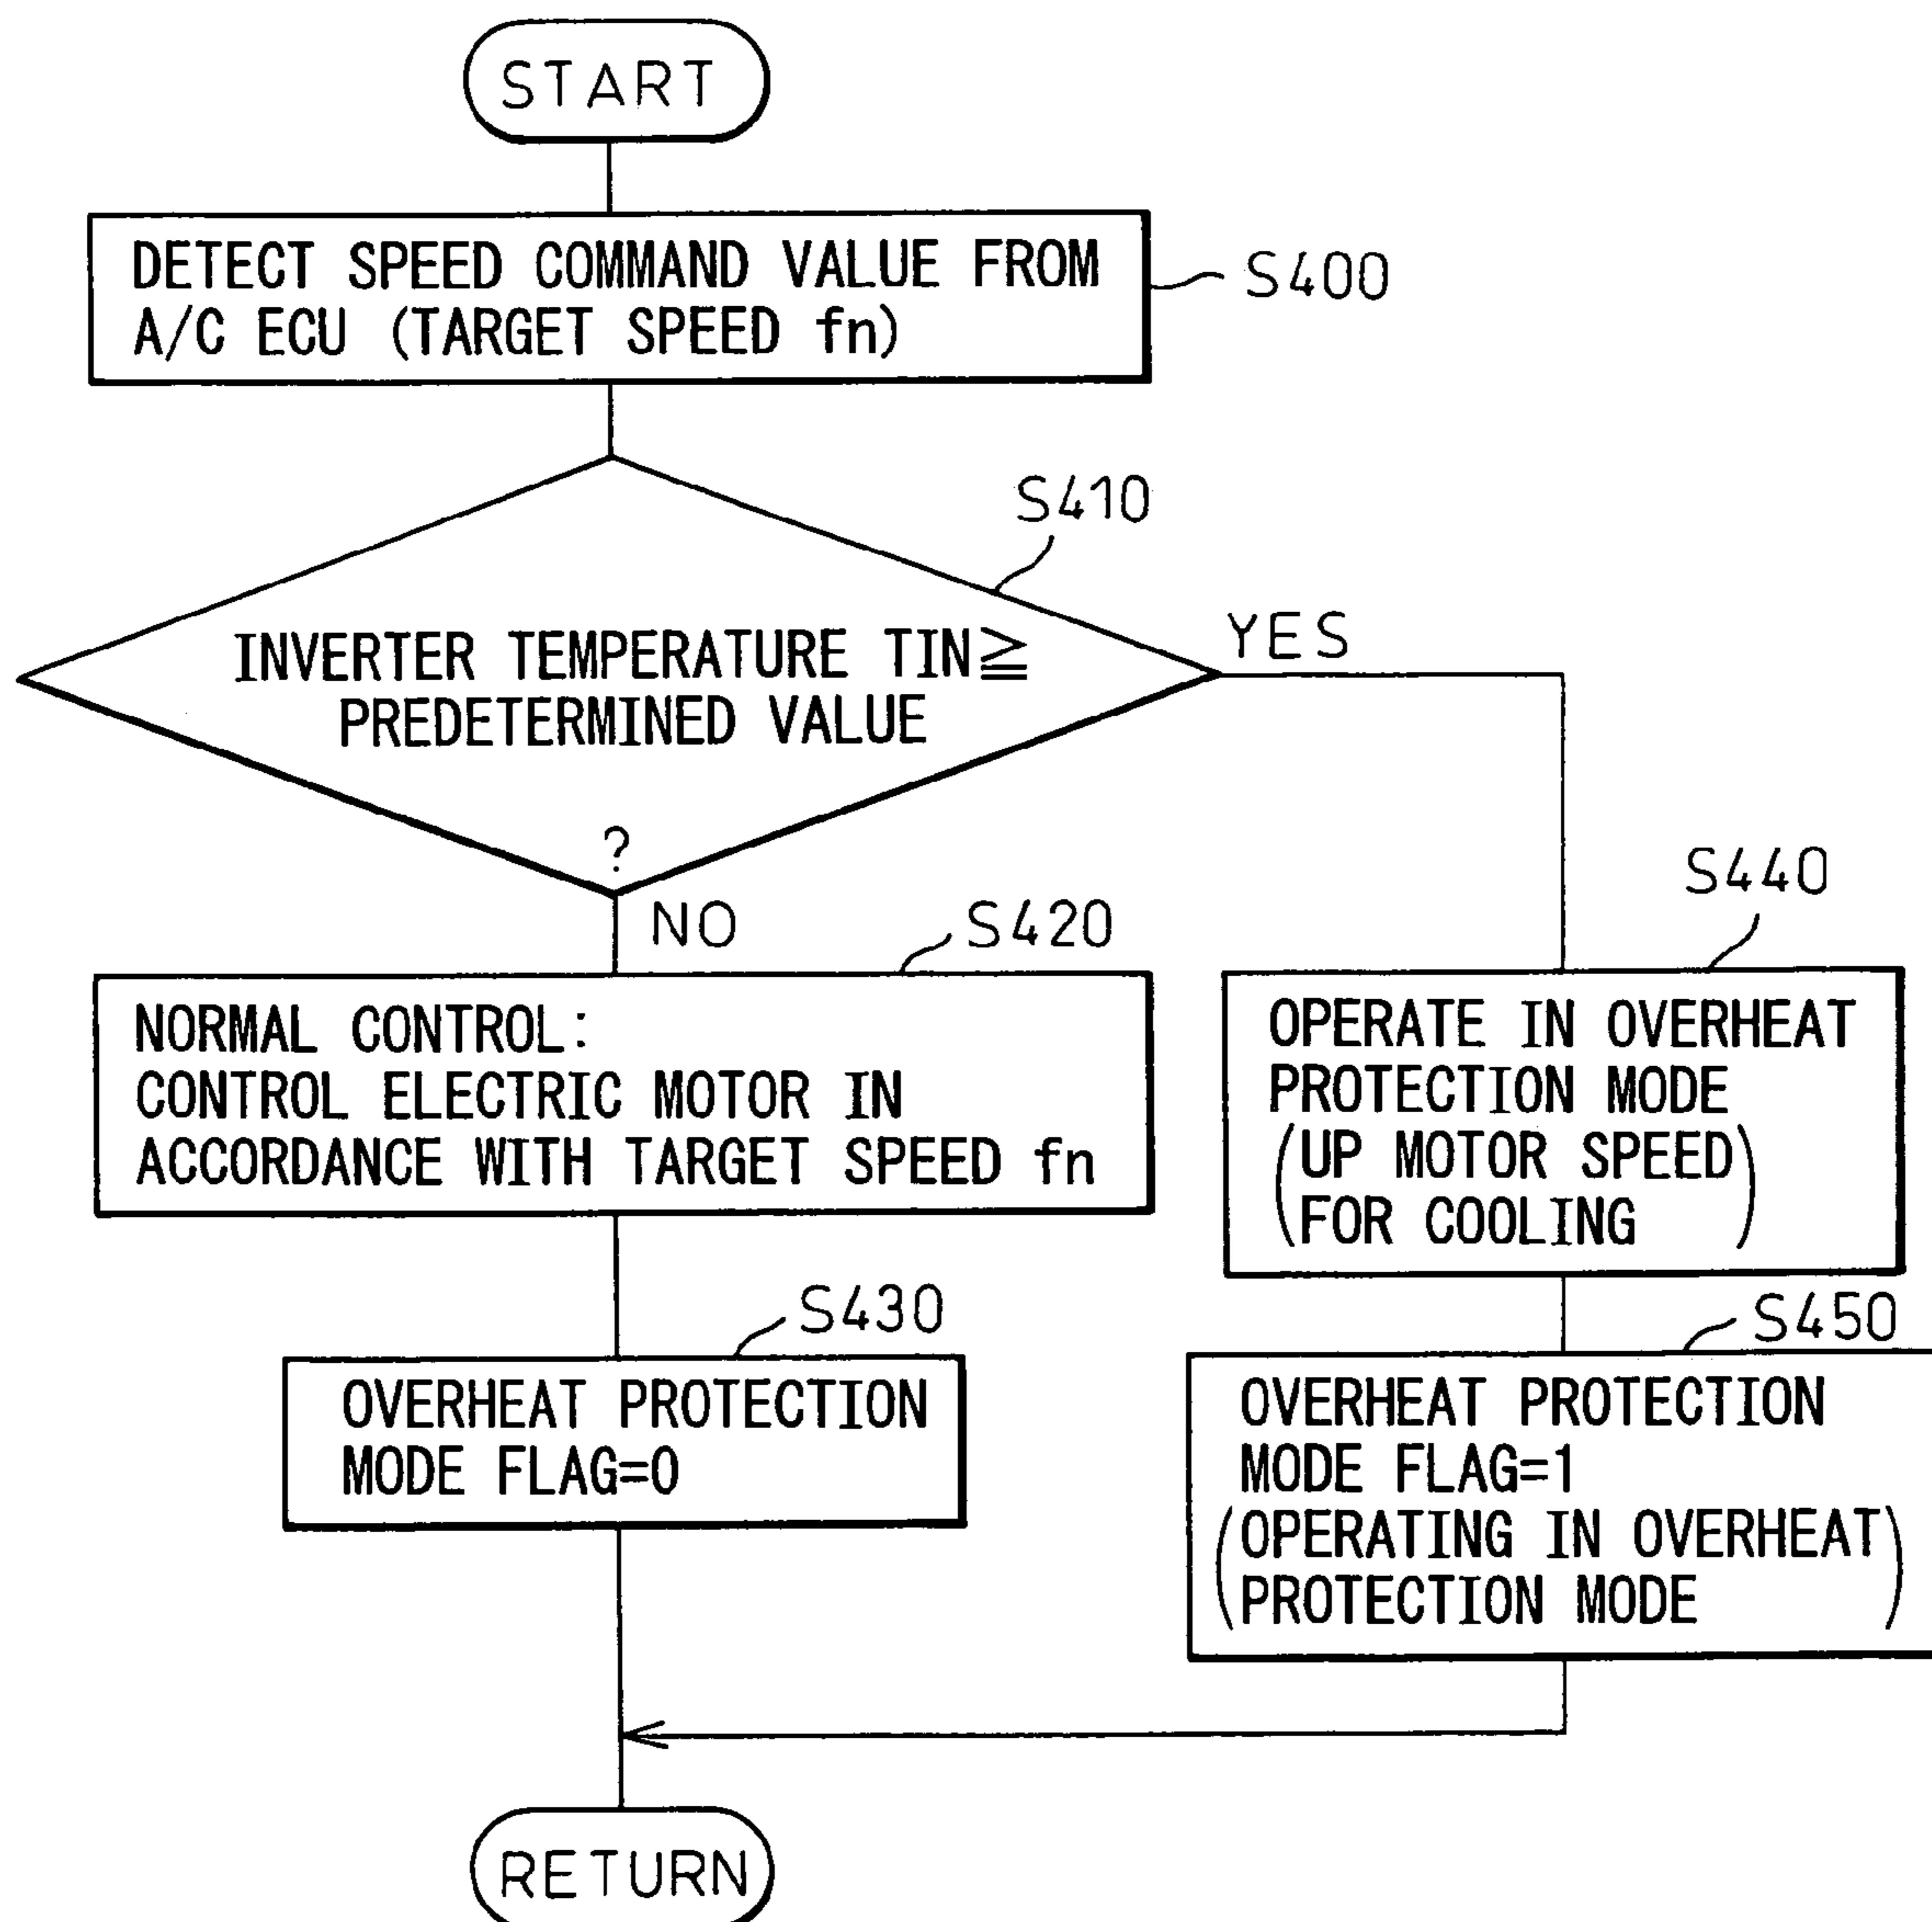 START
DETECT SPEED COMMAND VALUE FROM
A/C ECU (TARGET SPEED fn)
S400
S410
INVERTER TEMPERATURE TIN≧
PREDETERMINED VALUE
?
YES
NO
S420
NORMAL CONTROL:
CONTROL ELECTRIC MOTOR IN
ACCORDANCE WITH TARGET SPEED fn
S430
OVERHEAT PROTECTION
MODE FLAG=0
S440
OPERATE IN OVERHEAT
PROTECTION MODE
(UP MOTOR SPEED
FOR COOLING)
S450
OVERHEAT PROTECTION
MODE FLAG=1
(OPERATING IN OVERHEAT
PROTECTION MODE)
RETURN